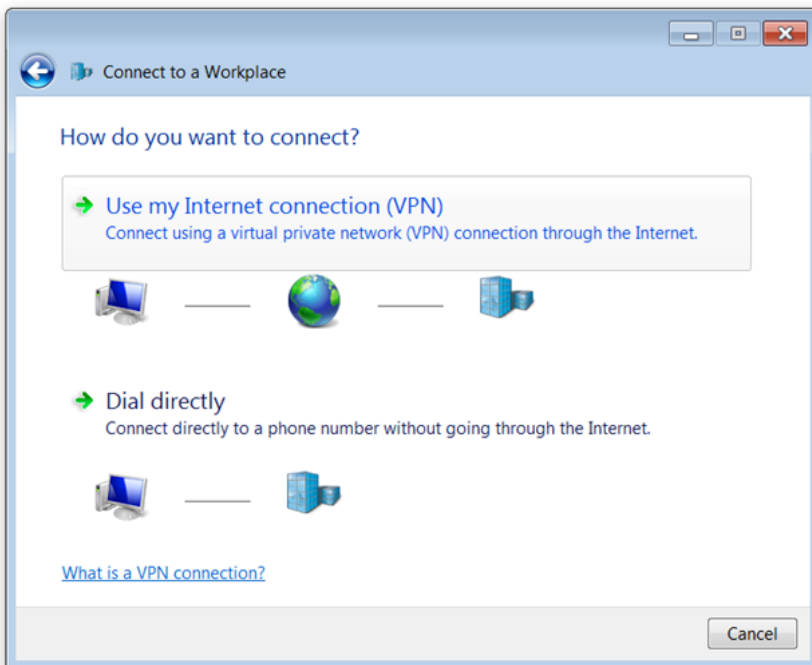 Connect to a Workplace
How do you want to connect?
Use my Internet connection (VPN)
Connect using a virtual private network (VPN) connection through the Internet.
Dial directly
Connect directly to a phone number without going through the Internet.
What is a VPN connection?
Cancel